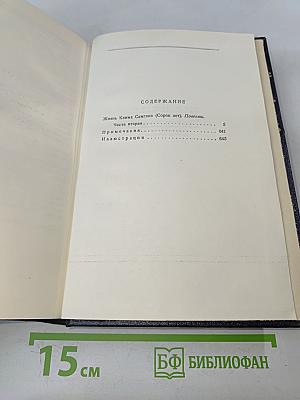 СОДЕРЖАНИЕ
Жизнь Клима Самгина (Сорок лет). Повесть.
Часть вторая . . . . . . . . . . . . . . . . 5
Примечания . . . . . . . . . . . . . . . . 641
Иллюстрации . . . . . . . . . . . . . . . . 645
15 см
БФ БИБЛИОФАН